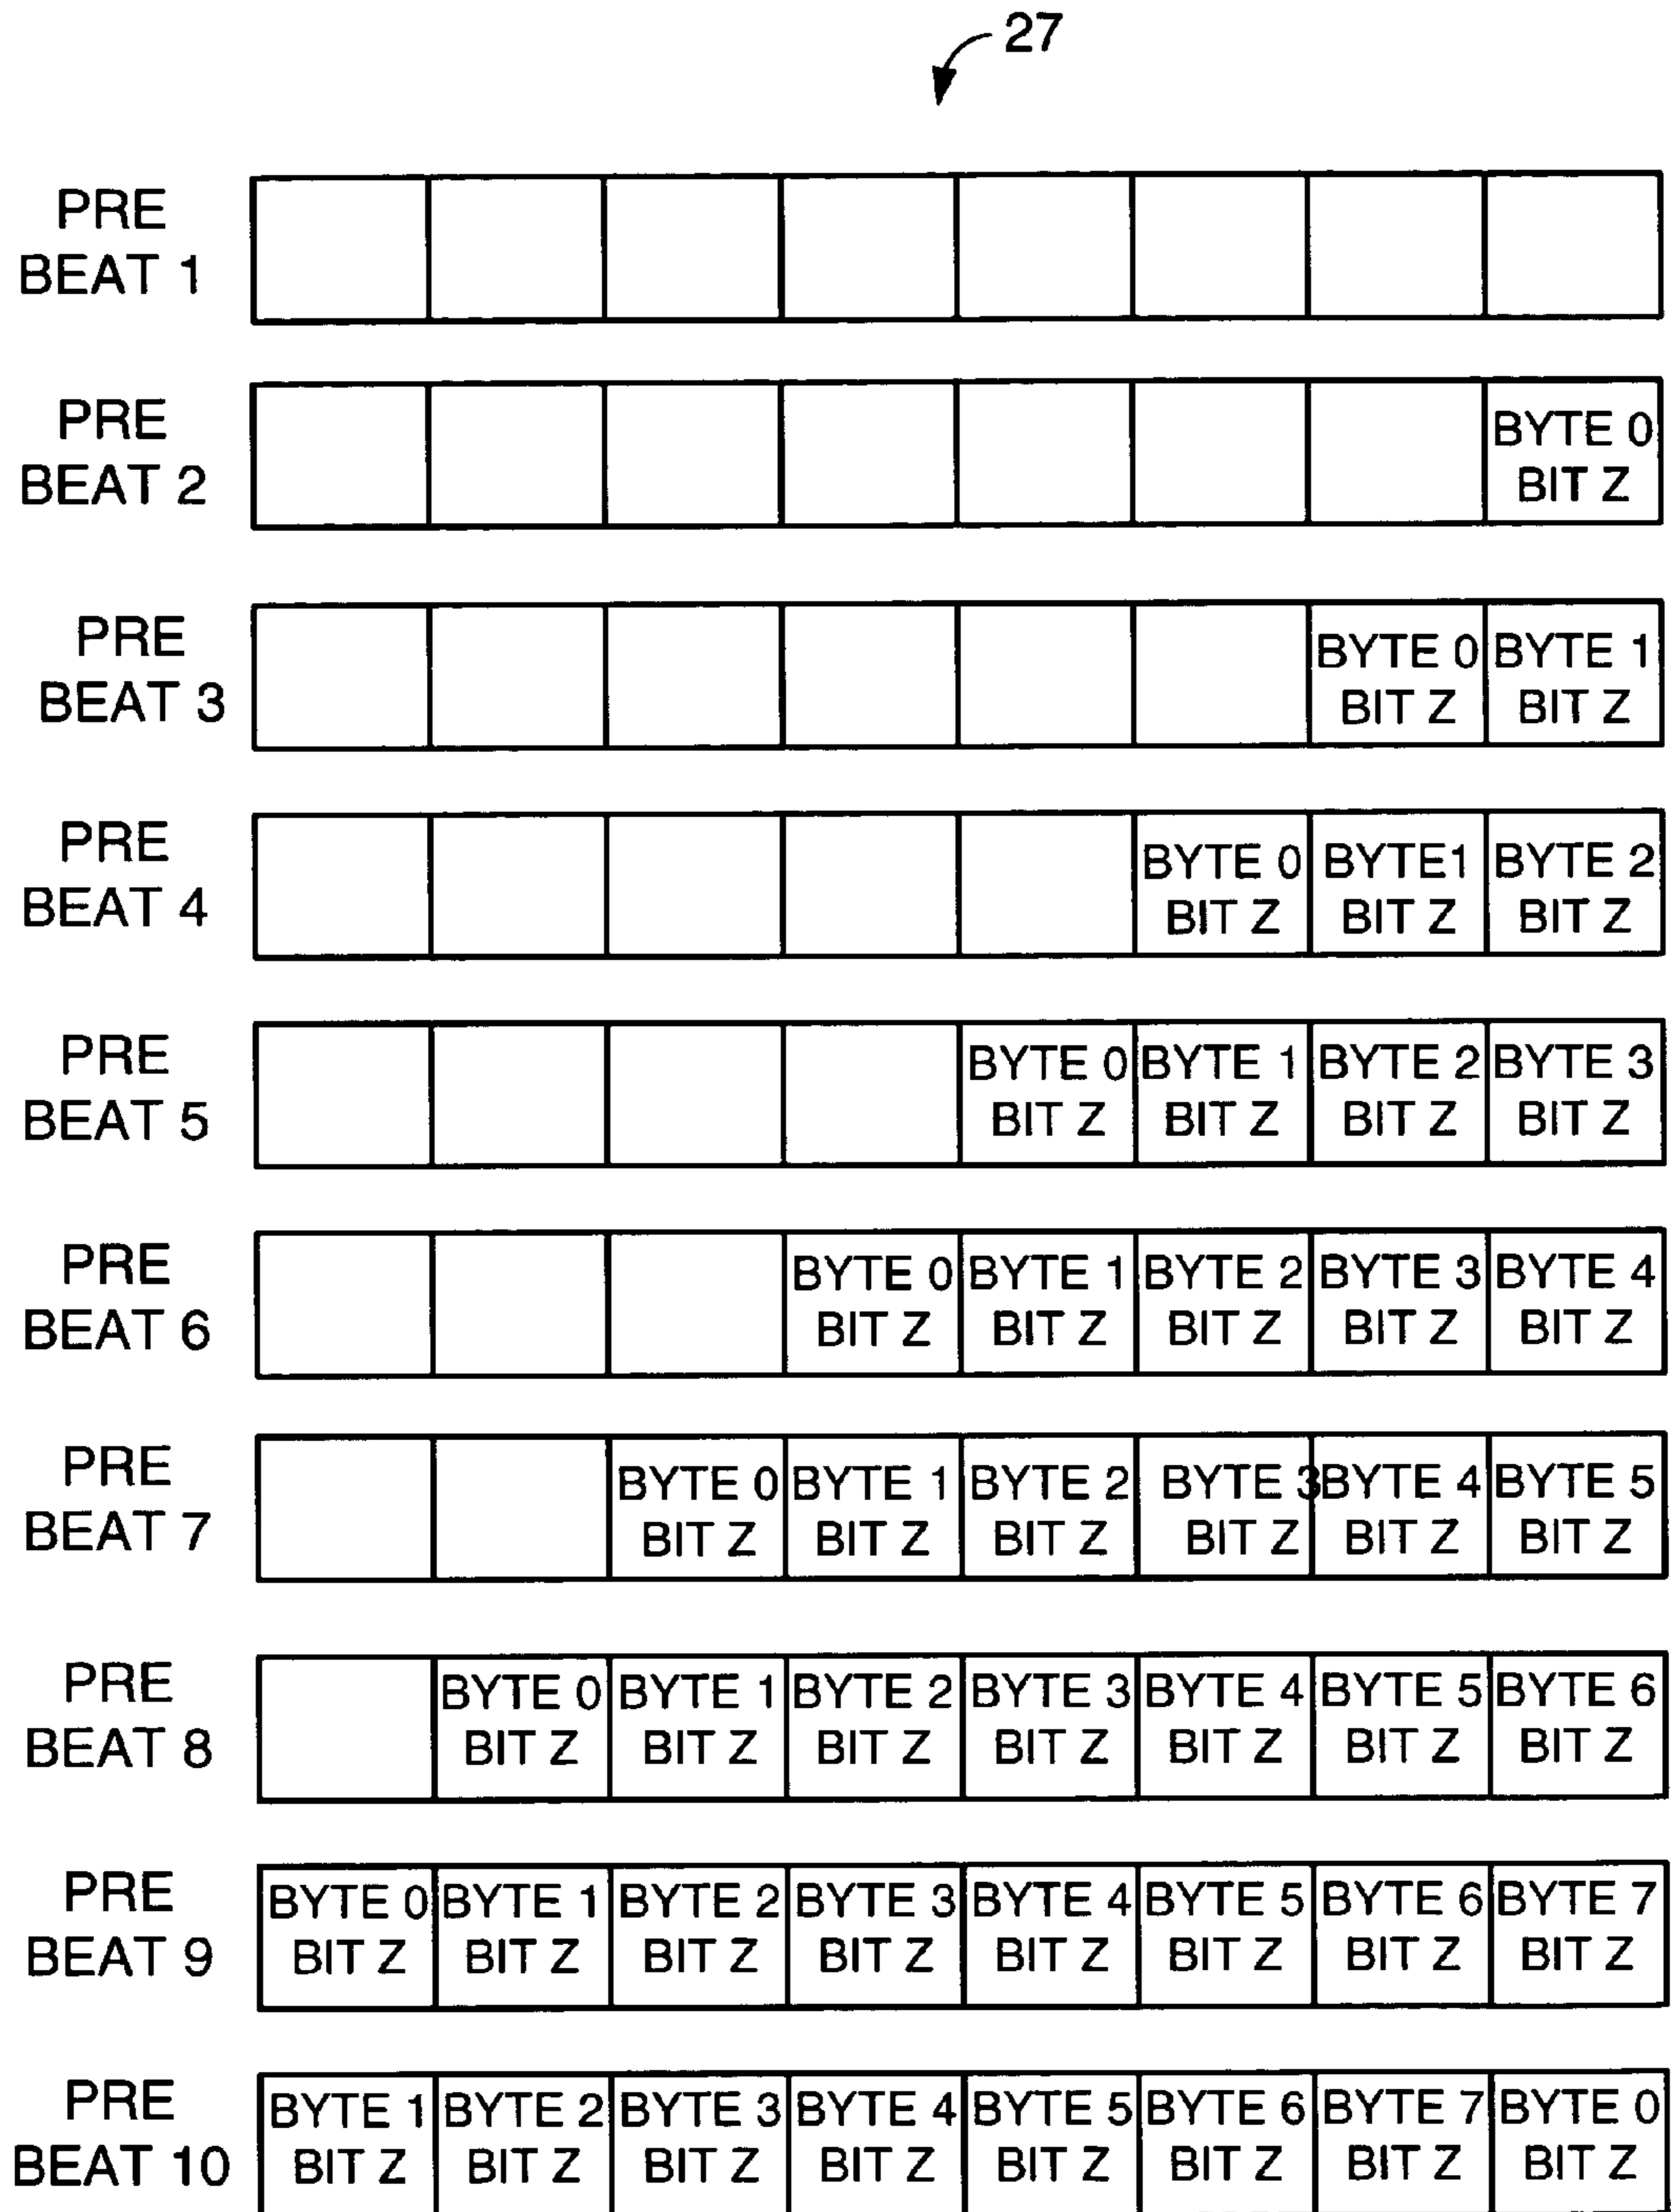 27
PRE
BEAT 1
PRE
BEAT 2
BYTE 0
BIT Z
PRE
BEAT 3
BYTE 0 BYTE 1
BIT Z BIT Z
PRE
BEAT 4
BYTE 0 BYTE1 BYTE 2
BIT Z BIT Z BIT Z
PRE
BEAT 5
BYTE 0 BYTE 1 BYTE 2 BYTE 3
BIT Z BIT Z BIT Z BIT Z
PRE
BEAT 6
BYTE 0 BYTE 1 BYTE 2 BYTE 3 BYTE 4
BIT Z BIT Z BIT Z BIT Z BIT Z
PRE
BEAT 7
BYTE 0 BYTE 1 BYTE 2 BYTE 3 BYTE 4 BYTE 5
BIT Z BIT Z BIT Z BIT Z BIT Z BIT Z
PRE
BEAT 8
BYTE 0 BYTE 1 BYTE 2 BYTE 3 BYTE 4 BYTE 5 BYTE 6
BIT Z BIT Z BIT Z BIT Z BIT Z BIT Z BIT Z
PRE
BEAT 9
BYTE 0 BYTE 1 BYTE 2 BYTE 3 BYTE 4 BYTE 5 BYTE 6 BYTE 7
BIT Z BIT Z BIT Z BIT Z BIT Z BIT Z BIT Z BIT Z
PRE
BEAT 10
BYTE 1 BYTE 2 BYTE 3 BYTE 4 BYTE 5 BYTE 6 BYTE 7 BYTE 0
BIT Z BIT Z BIT Z BIT Z BIT Z BIT Z BIT Z BIT Z